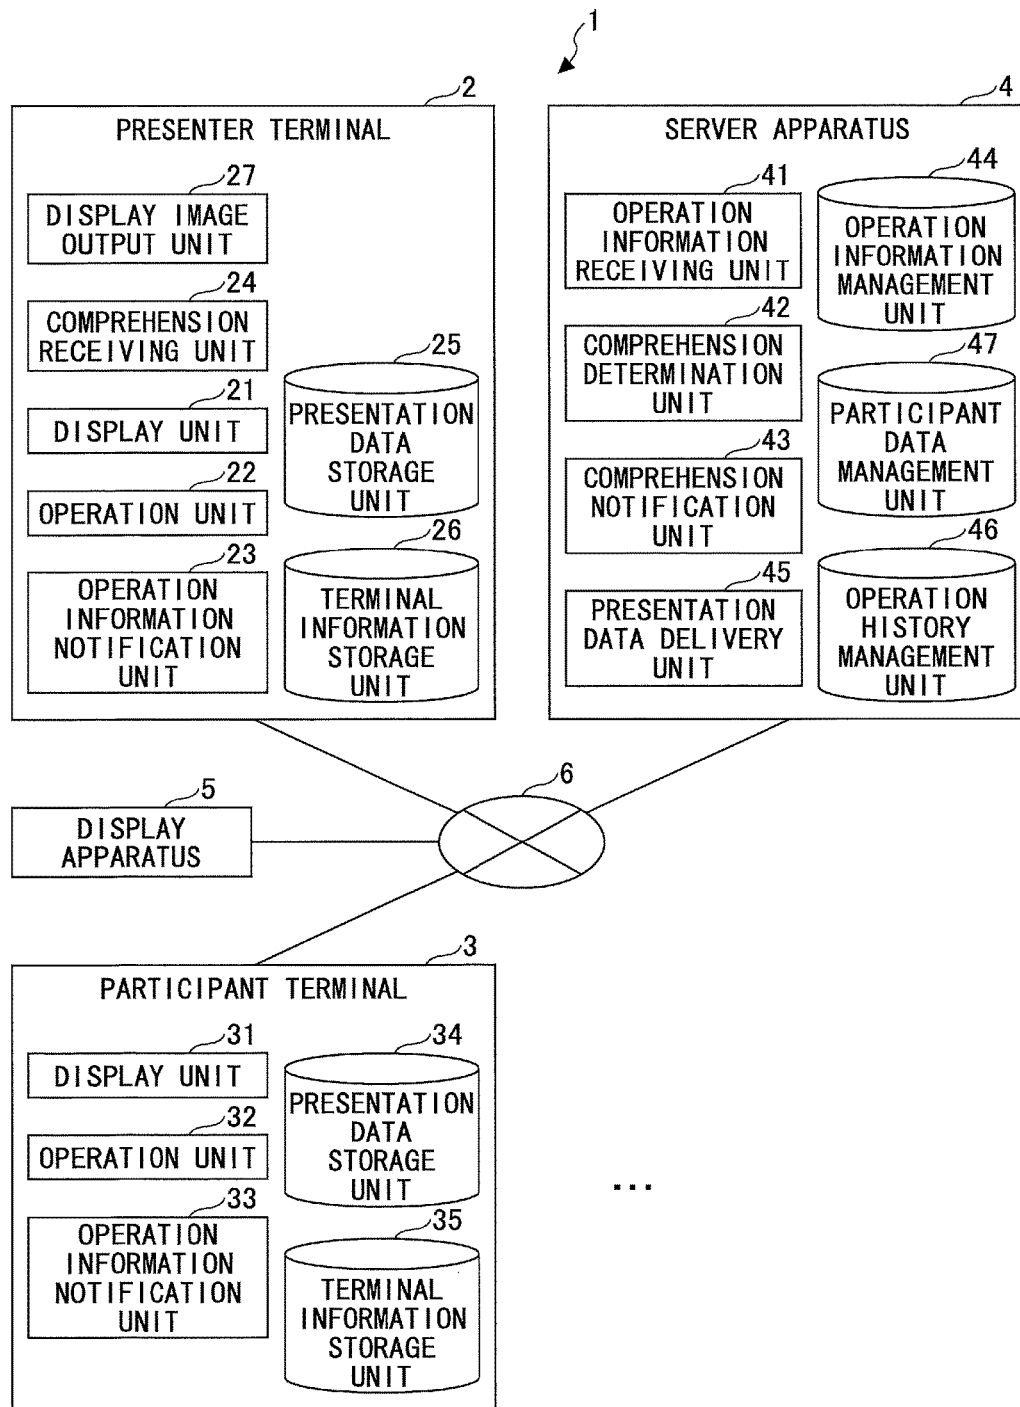 1
2
PRESENTER TERMINAL
27
DISPLAY IMAGE
OUTPUT UNIT
24
COMPREHENSION
RECEIVING UNIT
21
DISPLAY UNIT
22
OPERATION UNIT
23
OPERATION
INFORMATION
NOTIFICATION
UNIT
25
PRESENTATION
DATA
STORAGE
UNIT
26
TERMINAL
INFORMATION
STORAGE
UNIT
4
SERVER APPARATUS
41
OPERATION
INFORMATION
RECEIVING UNIT
42
COMPREHENSION
DETERMINATION
UNIT
43
COMPREHENSION
NOTIFICATION
UNIT
45
PRESENTATION
DATA DELIVERY
UNIT
44
OPERATION
INFORMATION
MANAGEMENT
UNIT
47
PARTICIPANT
DATA
MANAGEMENT
UNIT
46
OPERATION
HISTORY
MANAGEMENT
UNIT
5
DISPLAY
APPARATUS
6
3
PARTICIPANT TERMINAL
31
DISPLAY UNIT
32
OPERATION UNIT
33
OPERATION
INFORMATION
NOTIFICATION
UNIT
34
PRESENTATION
DATA
STORAGE
UNIT
35
TERMINAL
INFORMATION
STORAGE
UNIT
...